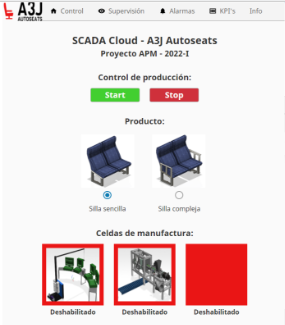 A3J
AUTOSEATS
Control Supervisión Alarmas KPI's Info
SCADA Cloud - A3J Autoseats
Proyecto APM - 2022-I
Control de producción:
Start Stop
Producto:
Silla sencilla Silla compleja
Celdas de manufactura:
Deshabilitado Deshabilitado Deshabilitado